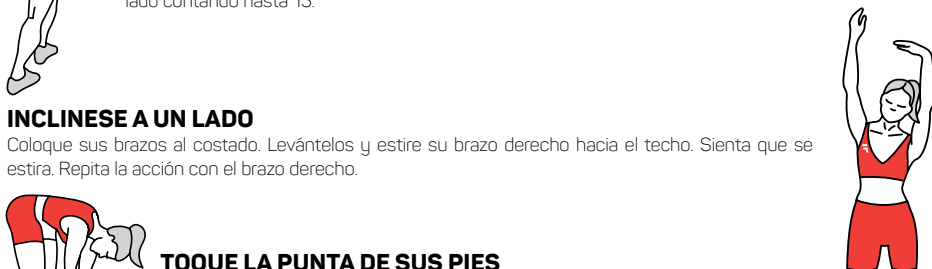 lado contando hasta 15.
INCLINESE A UN LADO
Coloque sus brazos al costado. Levántelos y estire su brazo derecho hacia el techo. Sienta que se
estira. Repita la acción con el brazo derecho.
TOQUE LA PUNTA DE SUS PIES